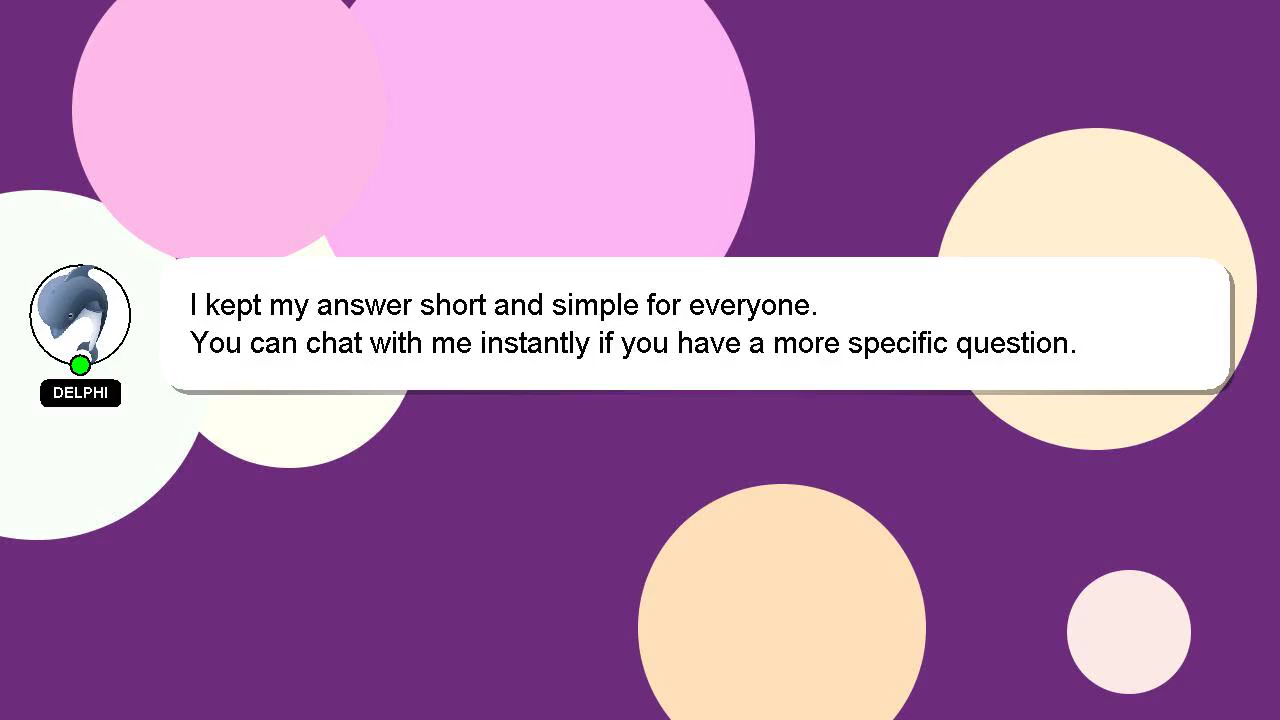 I kept my answer short and simple for everyone.
You can chat with me instantly if you have a more specific question.
DELPHI